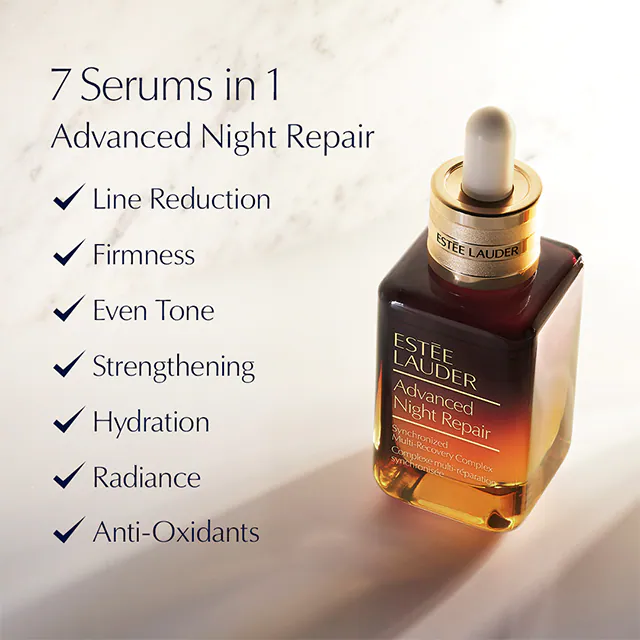 7 Serums in 1
Advanced Night Repair
Line Reduction
Firmness
Even Tone
Strengthening
Hydration
Radiance
Anti-Oxidants
ESTĒE LAUDER
ESTĒE
LAUDER
Advanced
Night Repair
Synchronized
Multi-Recovery Complex
Complexe multi-réparation
synchronisée